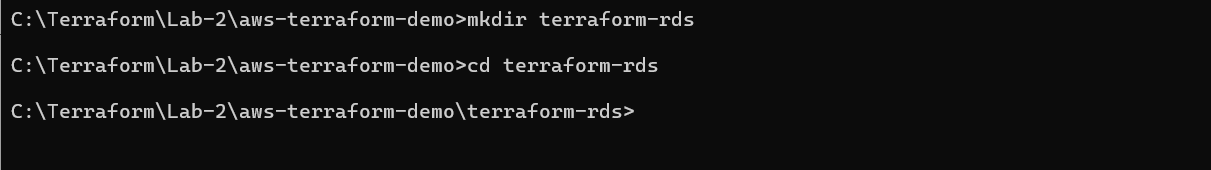 C:\Terraform\Lab-2\aws-terraform-demo>mkdir terraform-rds
C:\Terraform\Lab-2\aws-terraform-demo>cd terraform-rds
C:\Terraform\Lab-2\aws-terraform-demo\terraform-rds>